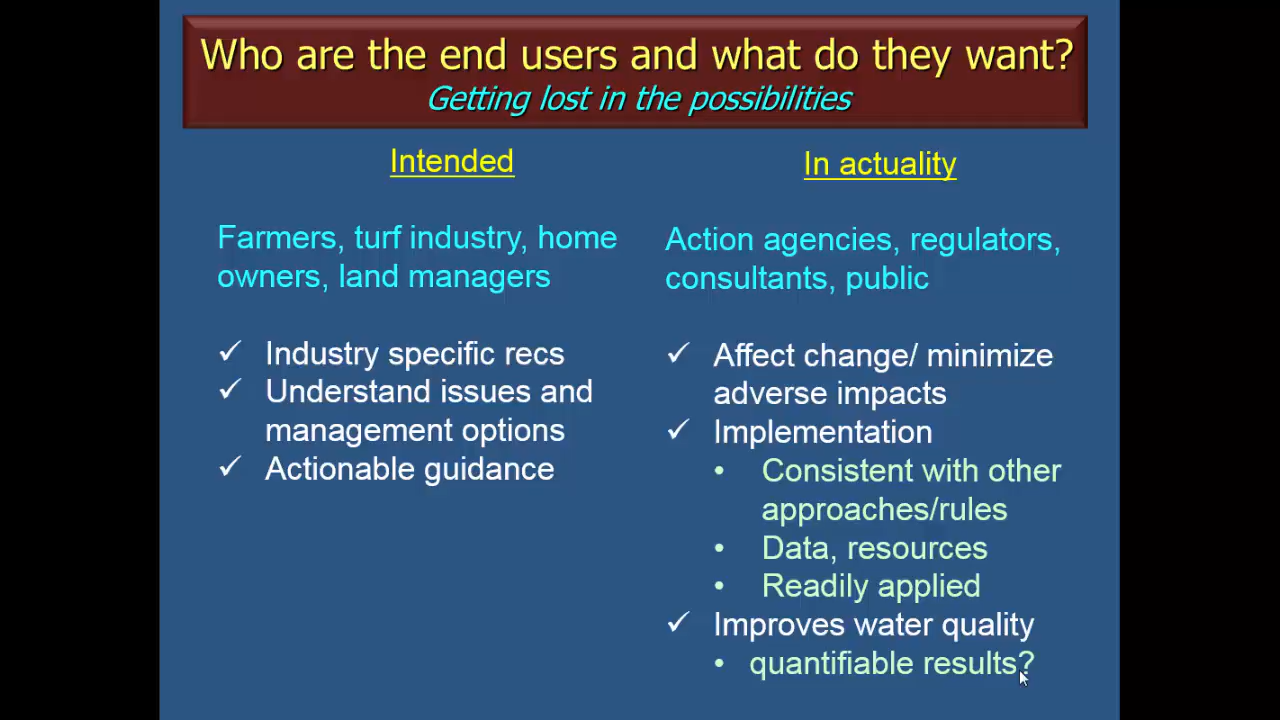 Who are the end users and what do they want?
Getting lost in the possibilities
Intended
Farmers, turf industry, home
owners, land managers
✓ Industry specific recs
✓ Understand issues and
management options
✓ Actionable guidance
In actuality
Action agencies, regulators,
consultants, public
✓ Affect change/ minimize
adverse impacts
✓ Implementation
• Consistent with other
approaches/rules
• Data, resources
• Readily applied
✓ Improves water quality
• quantifiable results?